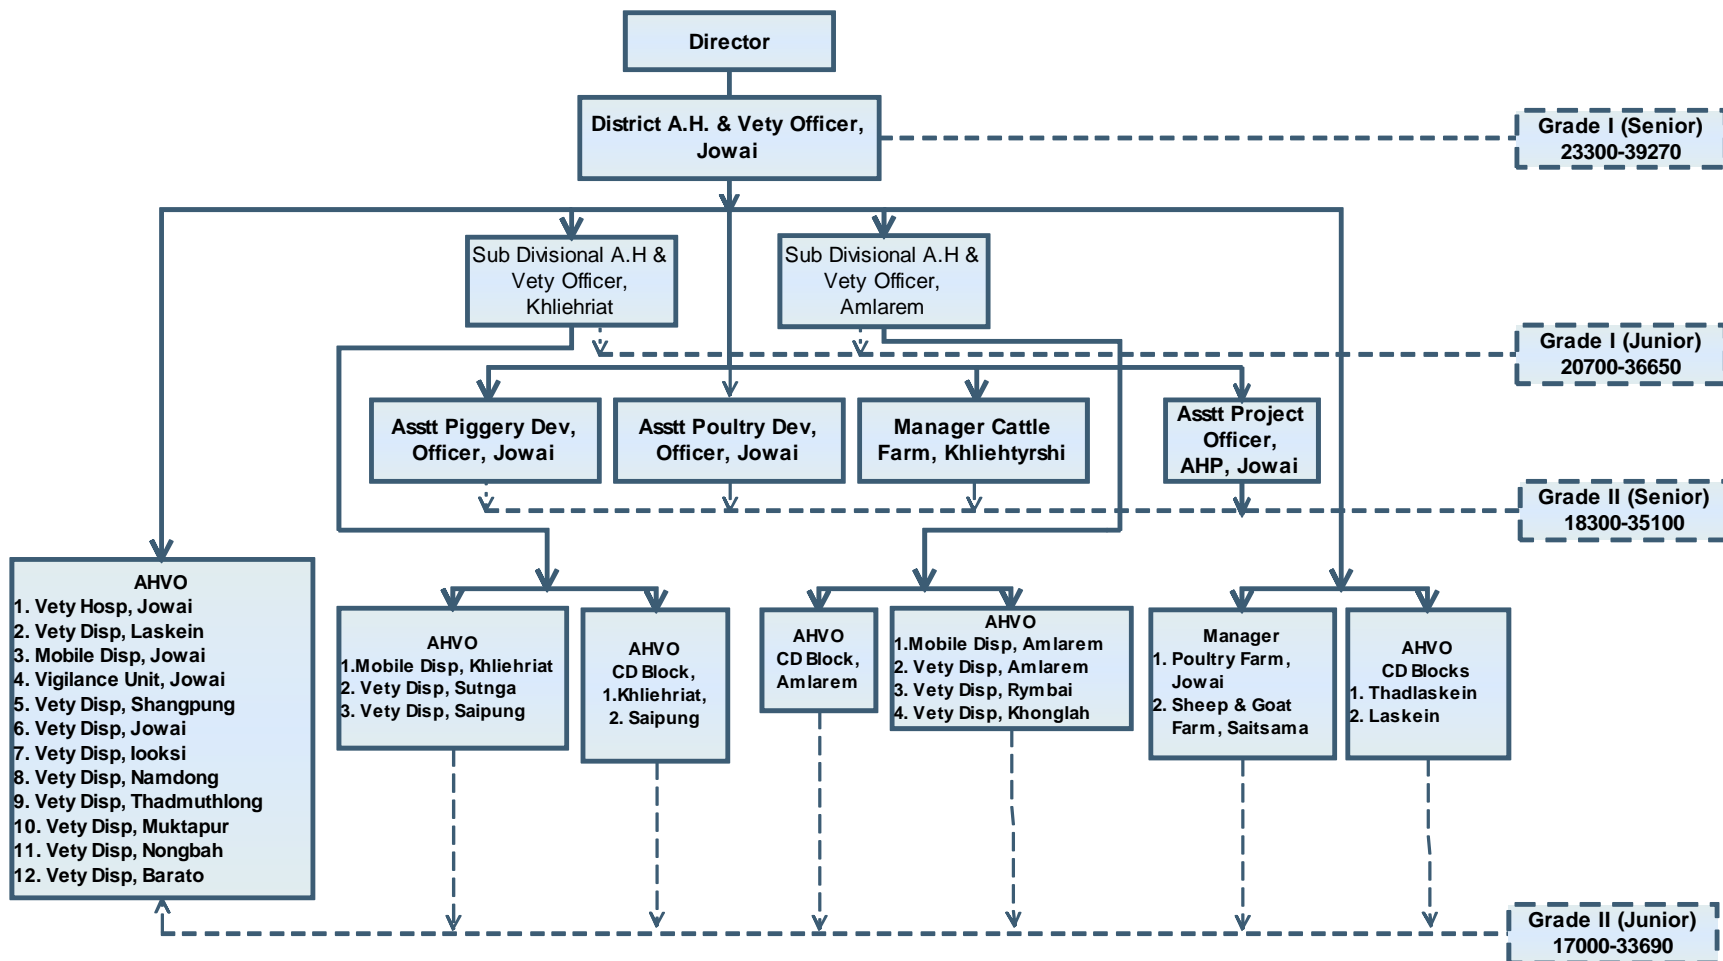 Director
District A.H. & Vety Officer,
Jowai
Grade I (Senior)
23300-39270
Sub Divisional A.H &
Vety Officer,
Khliehriat
Sub Divisional A.H &
Vety Officer,
Amlarem
Grade I (Junior)
20700-36650
Asstt Piggery Dev,
Officer, Jowai
Asstt Poultry Dev,
Officer, Jowai
Manager Cattle
Farm, Khliehtyrshi
Asstt Project
Officer,
AHP, Jowai
Grade II (Senior)
18300-35100
AHVO
1. Vety Hosp, Jowai
2. Vety Disp, Laskein
3. Mobile Disp, Jowai
4. Vigilance Unit, Jowai
5. Vety Disp, Shangpung
6. Vety Disp, Jowai
7. Vety Disp, Iooksi
8. Vety Disp, Namdong
9. Vety Disp, Thadmuthlong
10. Vety Disp, Muktapur
11. Vety Disp, Nongbah
12. Vety Disp, Barato
AHVO
1.Mobile Disp, Khliehriat
2. Vety Disp, Sutnga
3. Vety Disp, Saipung
AHVO
CD Block,
1.Khliehriat,
2. Saipung
AHVO
CD Block,
Amlarem
AHVO
1.Mobile Disp, Amlarem
2. Vety Disp, Amlarem
3. Vety Disp, Rymbai
4. Vety Disp, Khonglah
Manager
1. Poultry Farm,
Jowai
2. Sheep & Goat
Farm, Saitsama
AHVO
CD Blocks
1. Thadlaskein
2. Laskein
Grade II (Junior)
17000-33690